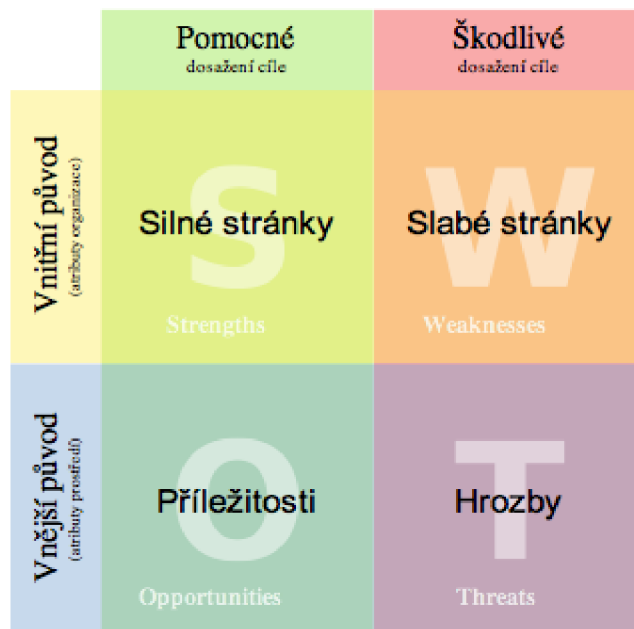 Pomocné
dosažení cíle
Škodlivé
dosažení cíle
Vnitřní původ
(atributy organizace)
S
Silné stránky
Strengths
W
Slabé stránky
Weaknesses
Vnější původ
(atributy prostředí)
O
Příležitosti
Opportunities
T
Hrozby
Threats